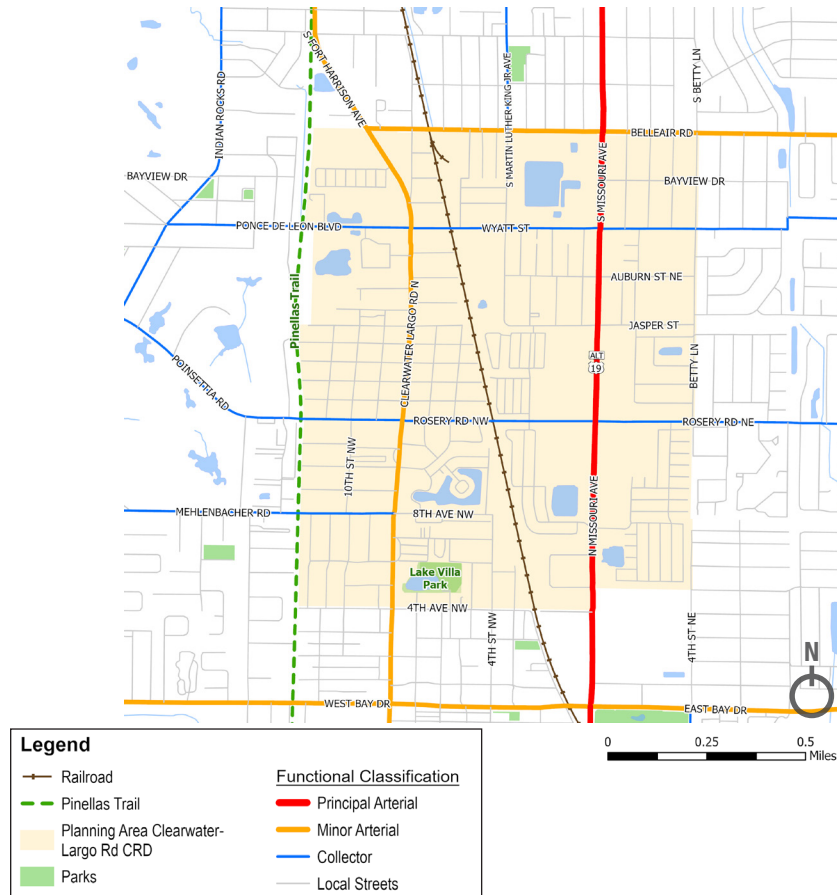 S FORT HARRISON AVE
INDIAN ROCKS RD
S MARTIN LUTHER KING JR AVE
S BETTY LN
BELLEAIR RD
BAYVIEW DR
BAYVIEW DR
S MISSOURI AVE
PONCE DE LEON BLVD
WYATT ST
AUBURN ST NE
Pinellas Trail
CLEARWATER LARGO RD N
JASPER ST
ALT
19
BETTY LN
POINSETTIA RD
ROSERY RD NW
ROSERY RD NE
10TH ST NW
MEHLENBACHER RD
8TH AVE NW
N MISSOURI AVE
Lake Villa
Park
4TH AVE NW
4TH ST NW
4TH ST NE
N
WEST BAY DR
EAST BAY DR
0 0.25 0.5
Miles
Legend
Railroad
Pinellas Trail
Planning Area Clearwater-
Largo Rd CRD
Parks
Functional Classification
Principal Arterial
Minor Arterial
Collector
Local Streets